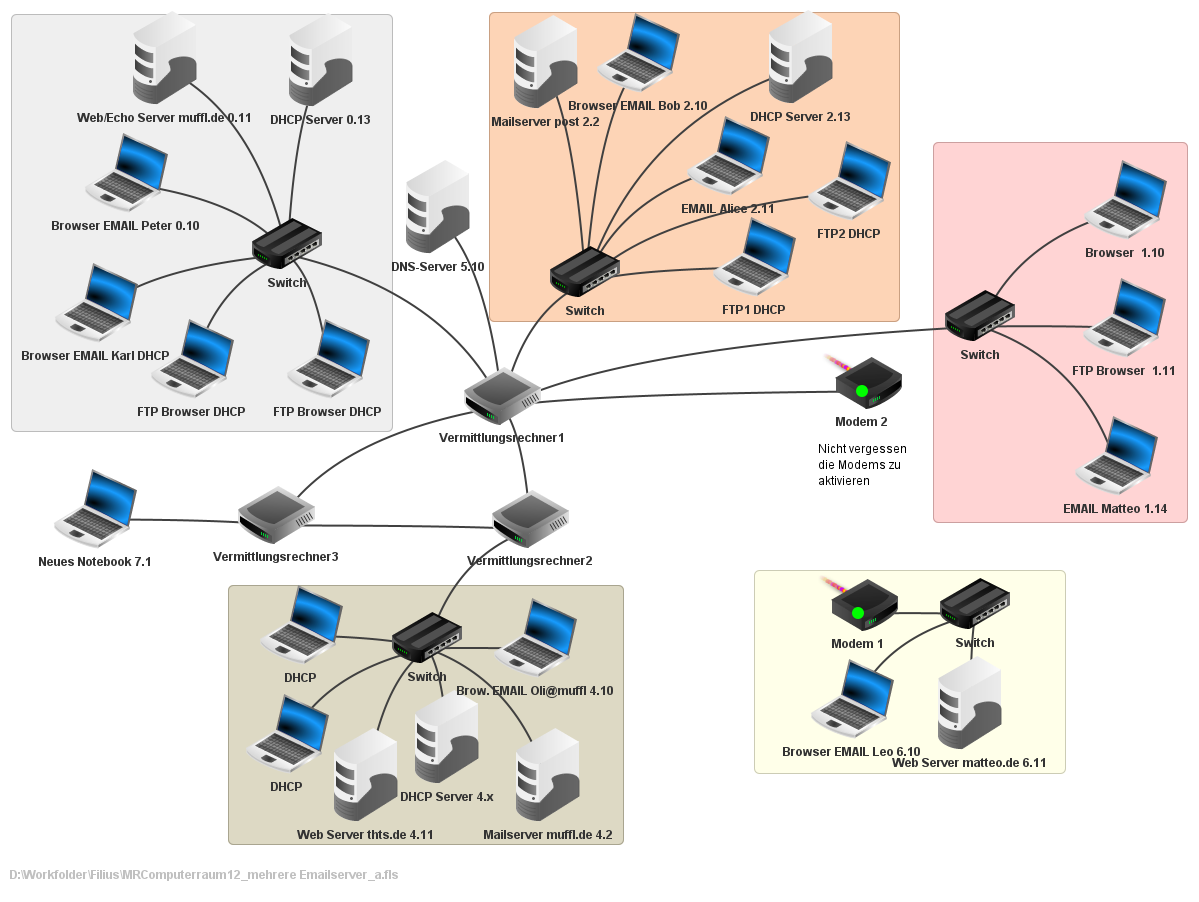 Web/Echo Server muffl.de 0.11
DHCP Server 0.13
Browser EMAIL Peter 0.10
Switch
Browser EMAIL Karl DHCP
FTP Browser DHCP
FTP Browser DHCP
DNS-Server 5.10
Mailserver post 2.2
Browser EMAIL Bob 2.10
DHCP Server 2.13
EMAIL Alice 2.11
FTP2 DHCP
FTP1 DHCP
Switch
Browser  1.10
Switch
FTP Browser  1.11
EMAIL Matteo 1.14
Vermittlungsrechner1
Modem 2
Nicht vergessen
die Modems zu
aktivieren
Neues Notebook 7.1
Vermittlungsrechner3
Vermittlungsrechner2
DHCP
Switch
Brow. EMAIL Oli@muffl 4.10
DHCP
DHCP Server 4.x
Web Server thts.de 4.11
Mailserver muffl.de 4.2
Modem 1
Switch
Browser EMAIL Leo 6.10
Web Server matteo.de 6.11
D:\Workfolder\Filius\MRComputerraum12_mehrere Emailserver_a.fls